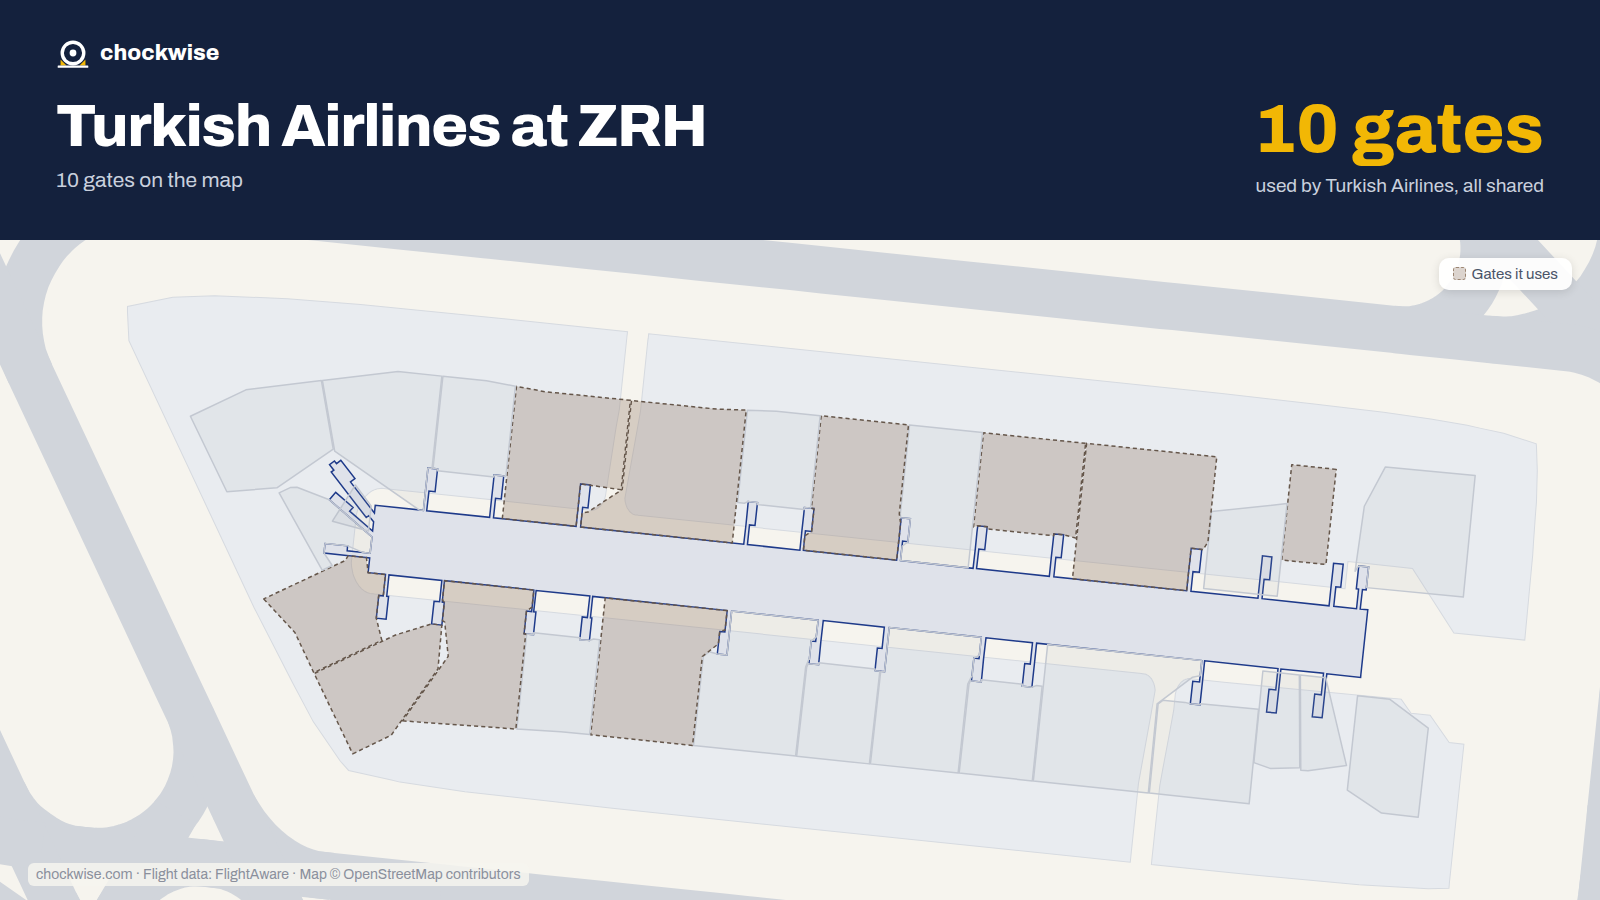 chockwise
Turkish Airlines at ZRH
10 gates on the map
10 gates
used by Turkish Airlines, all shared
Gates it uses
chockwise.com · Flight data: FlightAware · Map © OpenStreetMap contributors